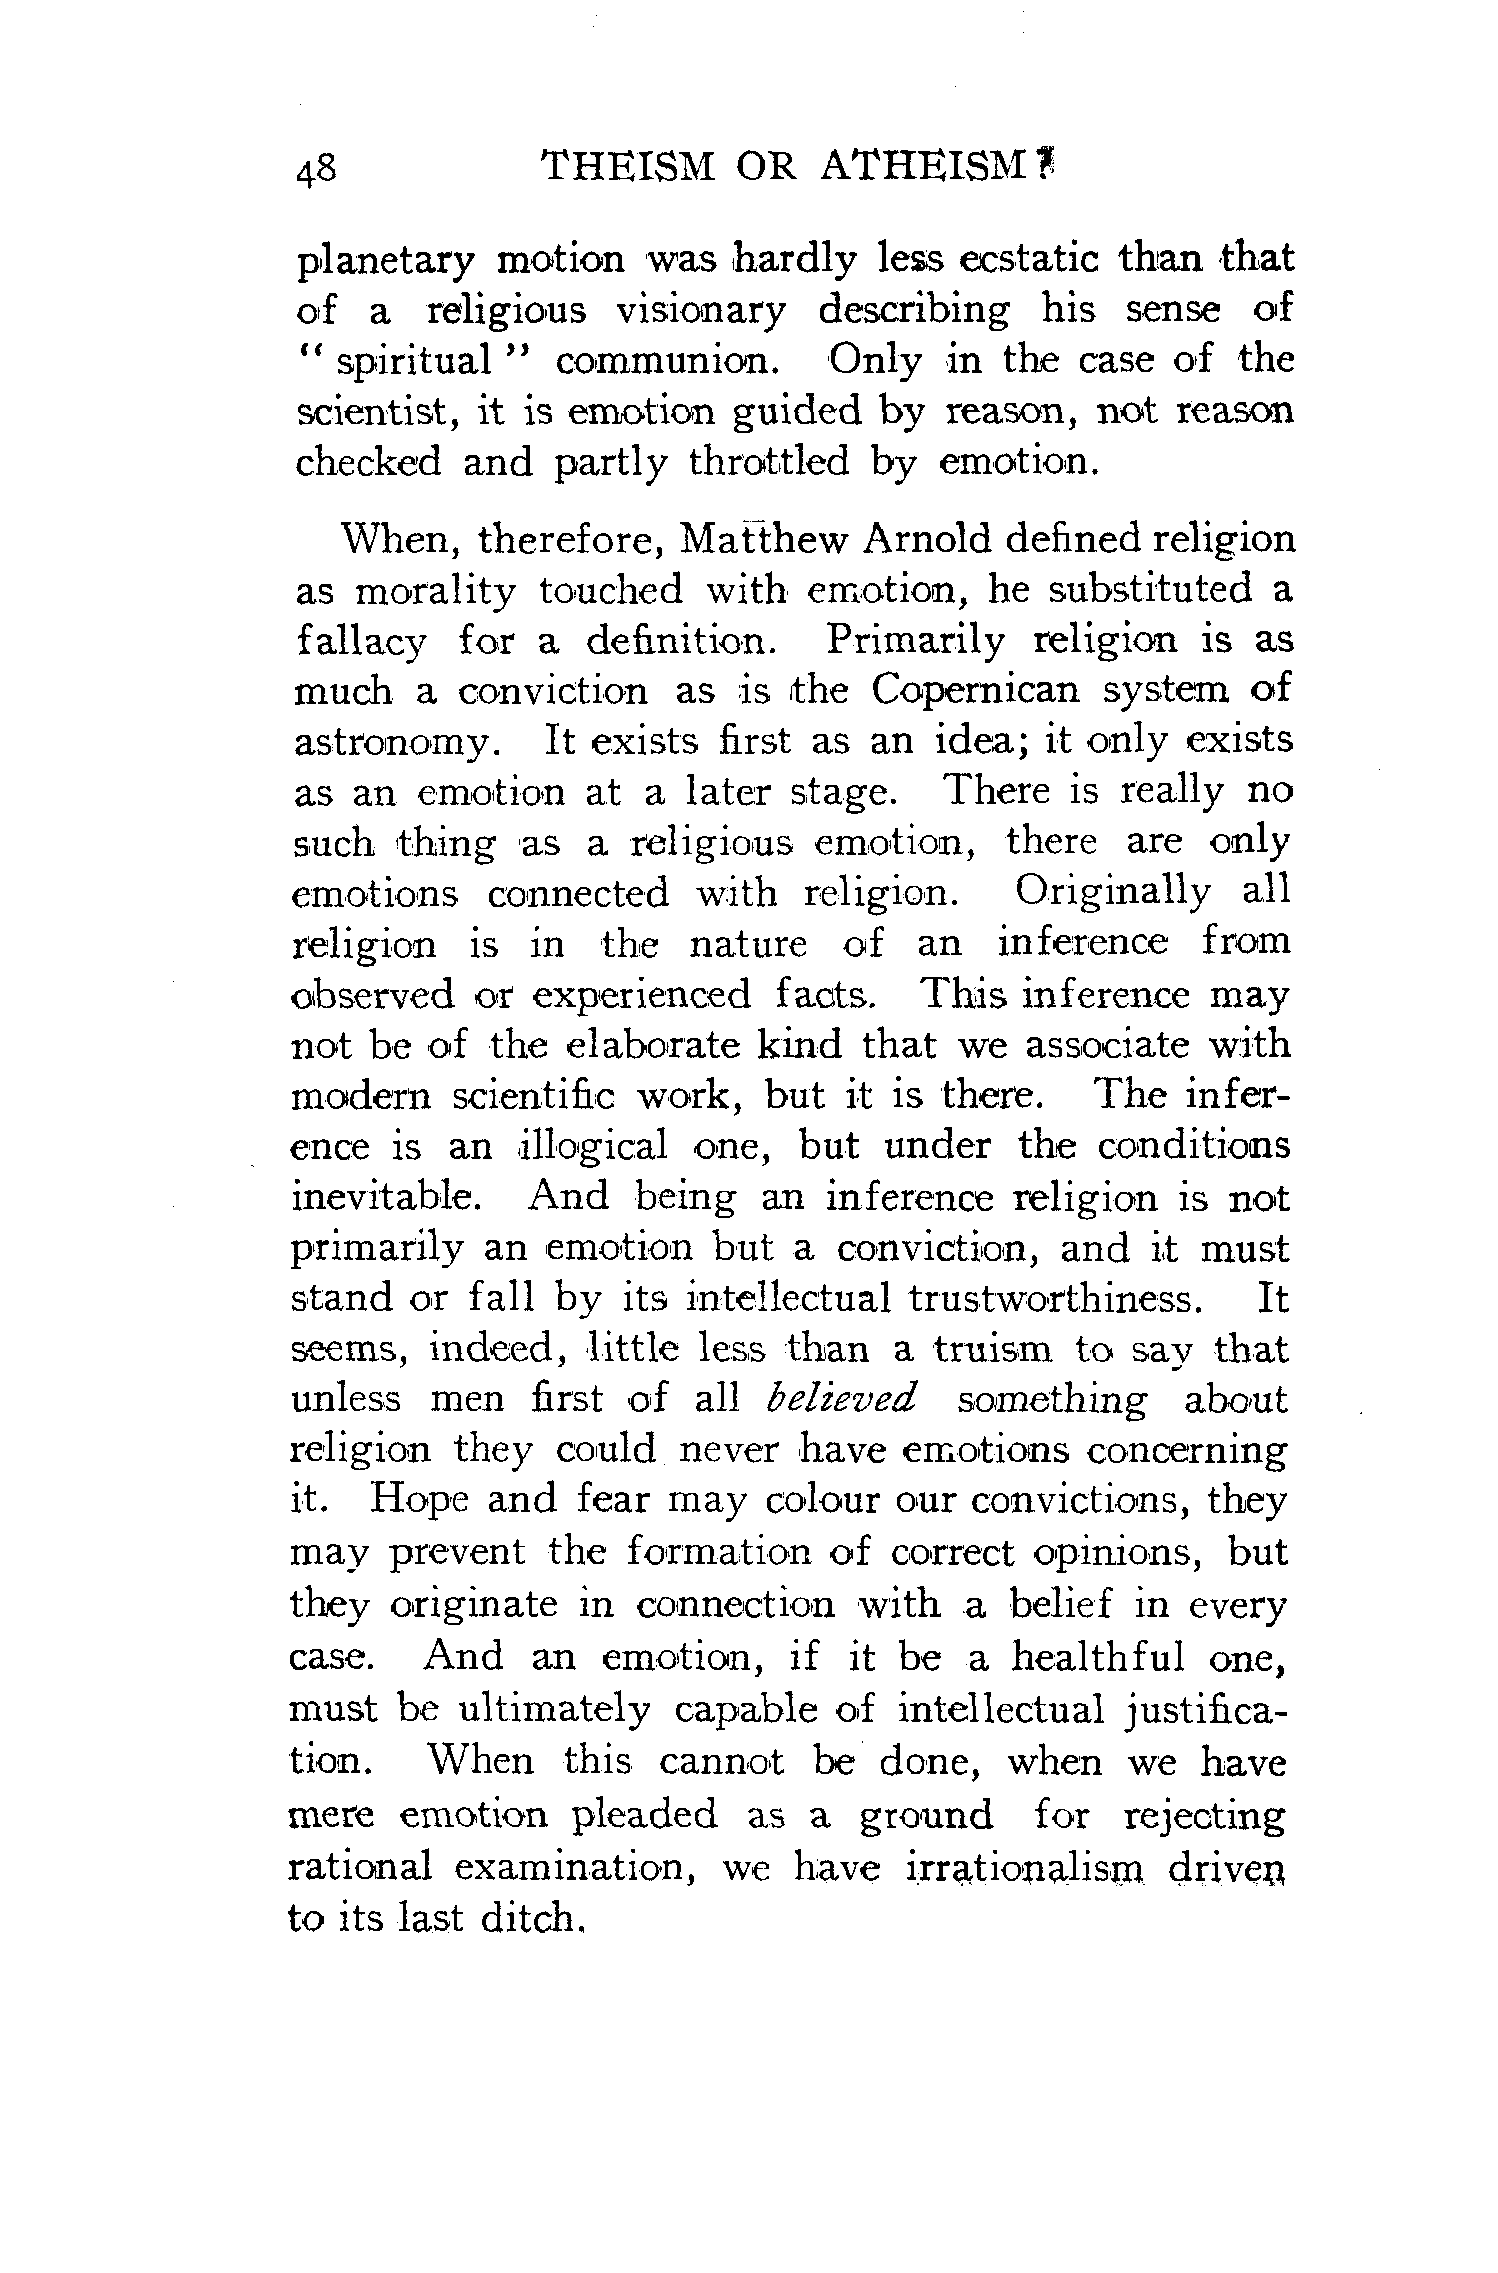 48 THEISM OR ATHEISM?
planetary motion was hardly less ecstatic than that
of a religious visionary describing his sense of
“ spiritual ” communion. Only in the case of the
scientist, it is emotion guided by reason, not reason
checked and partly throttled by emotion.
When, therefore, Matthew Arnold defined religion
as morality touched with emotion, he substituted a
fallacy for a definition. Primarily religion is as
much a conviction as is the Copernican system of
astronomy. It exists first as an idea; it only exists
as an emotion at a later stage. There is really no
such thing as a religious emotion, there are only
emotions connected with religion. Originally all
religion is in the nature of an inference from
observed or experienced facts. This inference may
not be of the elaborate kind that we associate with
modern scientific work, but it is there. The infer-
ence is an illogical one, but under the conditions
inevitable. And being an inference religion is not
primarily an emotion but a conviction, and it must
stand or fall by its intellectual trustworthiness. It
seems, indeed, little less than a truism to say that
unless men first of all believed something about
religion they could never have emotions concerning
it. Hope and fear may colour our convictions, they
may prevent the formation of correct opinions, but
they originate in connection with a belief in every
case. And an emotion, if it be a healthful one,
must be ultimately capable of intellectual justifica-
tion. When this cannot be done, when we have
mere emotion pleaded as a ground for rejecting
rational examination, we have irrationalism driven
to its last ditch.